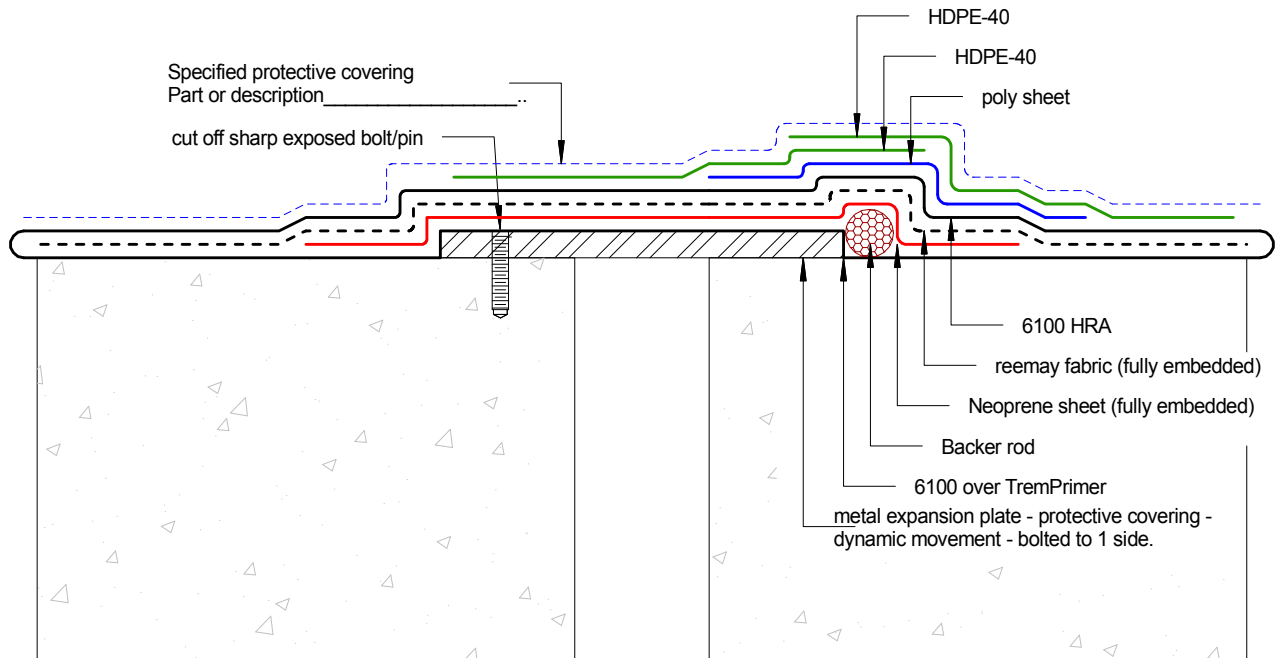 HDPE-40
HDPE-40
Specified protective covering
Part or description___________________..
poly sheet
cut off sharp exposed bolt/pin
6100 HRA
reemay fabric (fully embedded)
Neoprene sheet (fully embedded)
Backer rod
6100 over TremPrimer
metal expansion plate - protective covering -
dynamic movement - bolted to 1 side.